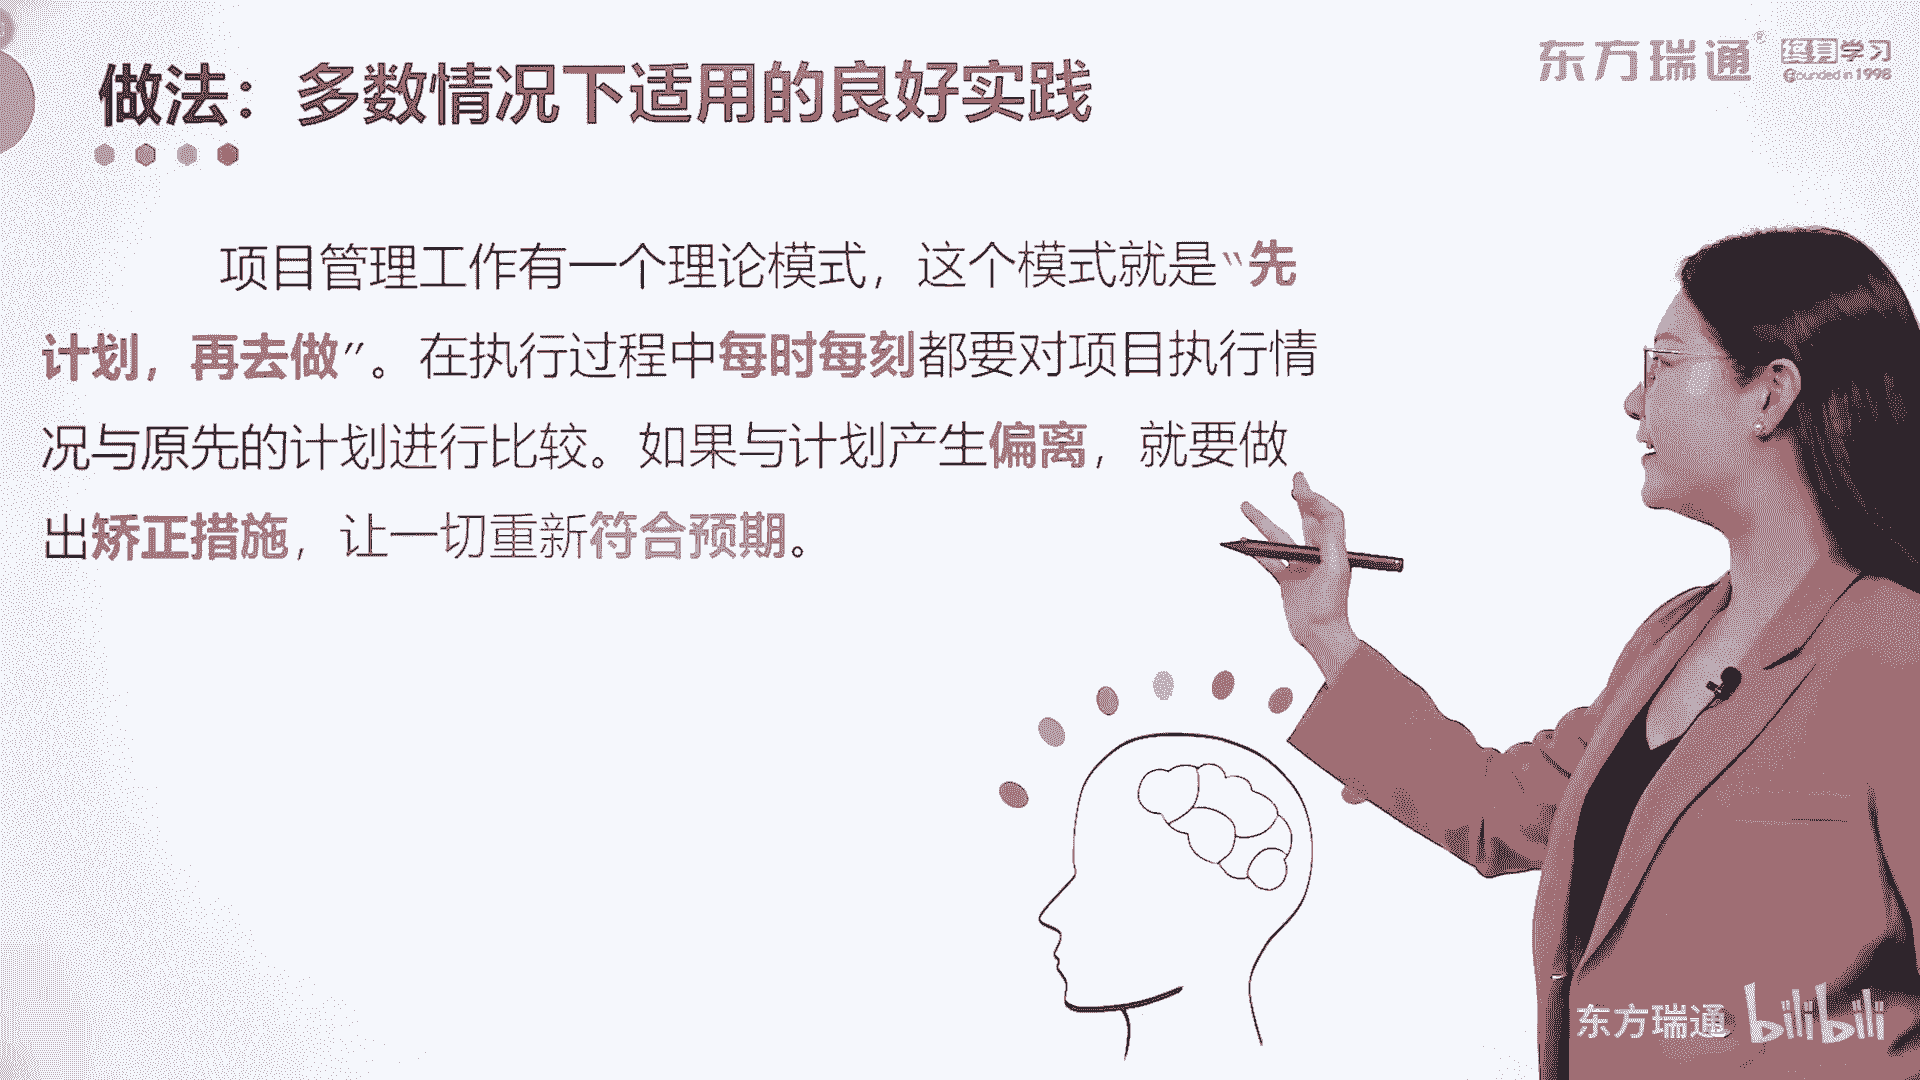 做法：多数情况下适用的良好实践
东方瑞通®
终身学习
Founded in 1998
项目管理工作有一个理论模式，这个模式就是“先
计划，再去做”。在执行过程中每时每刻都要对项目执行情
况与原先的计划进行比较。如果与计划产生偏离，就要做
出矫正措施，让一切重新符合预期。
东方瑞通 bilibili